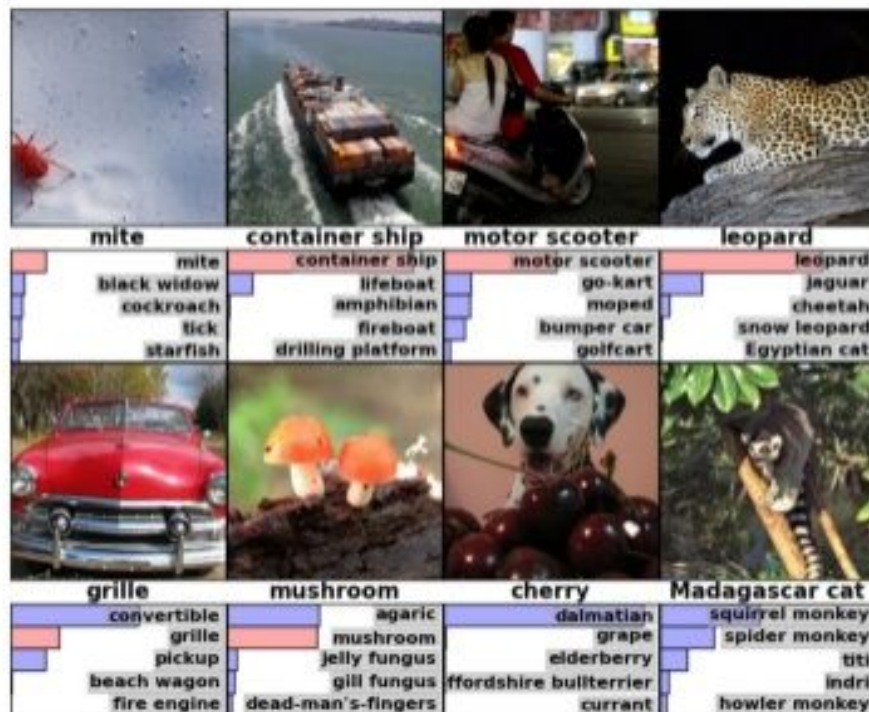 mite
container ship
motor scooter
leopard
mite
black widow
cockroach
tick
starfish
container ship
lifeboat
amphibian
fireboat
drilling platform
motor scooter
go-kart
moped
bumper car
golfcart
leopard
jaguar
cheetah
snow leopard
Egyptian cat
grille
mushroom
cherry
Madagascar cat
convertible
grille
pickup
beach wagon
fire engine
agaric
mushroom
jelly fungus
gill fungus
dead-man's-fingers
dalmatian
grape
elderberry
ffordshire bullterrier
currant
squirrel monkey
spider monkey
titi
indri
howler monkey